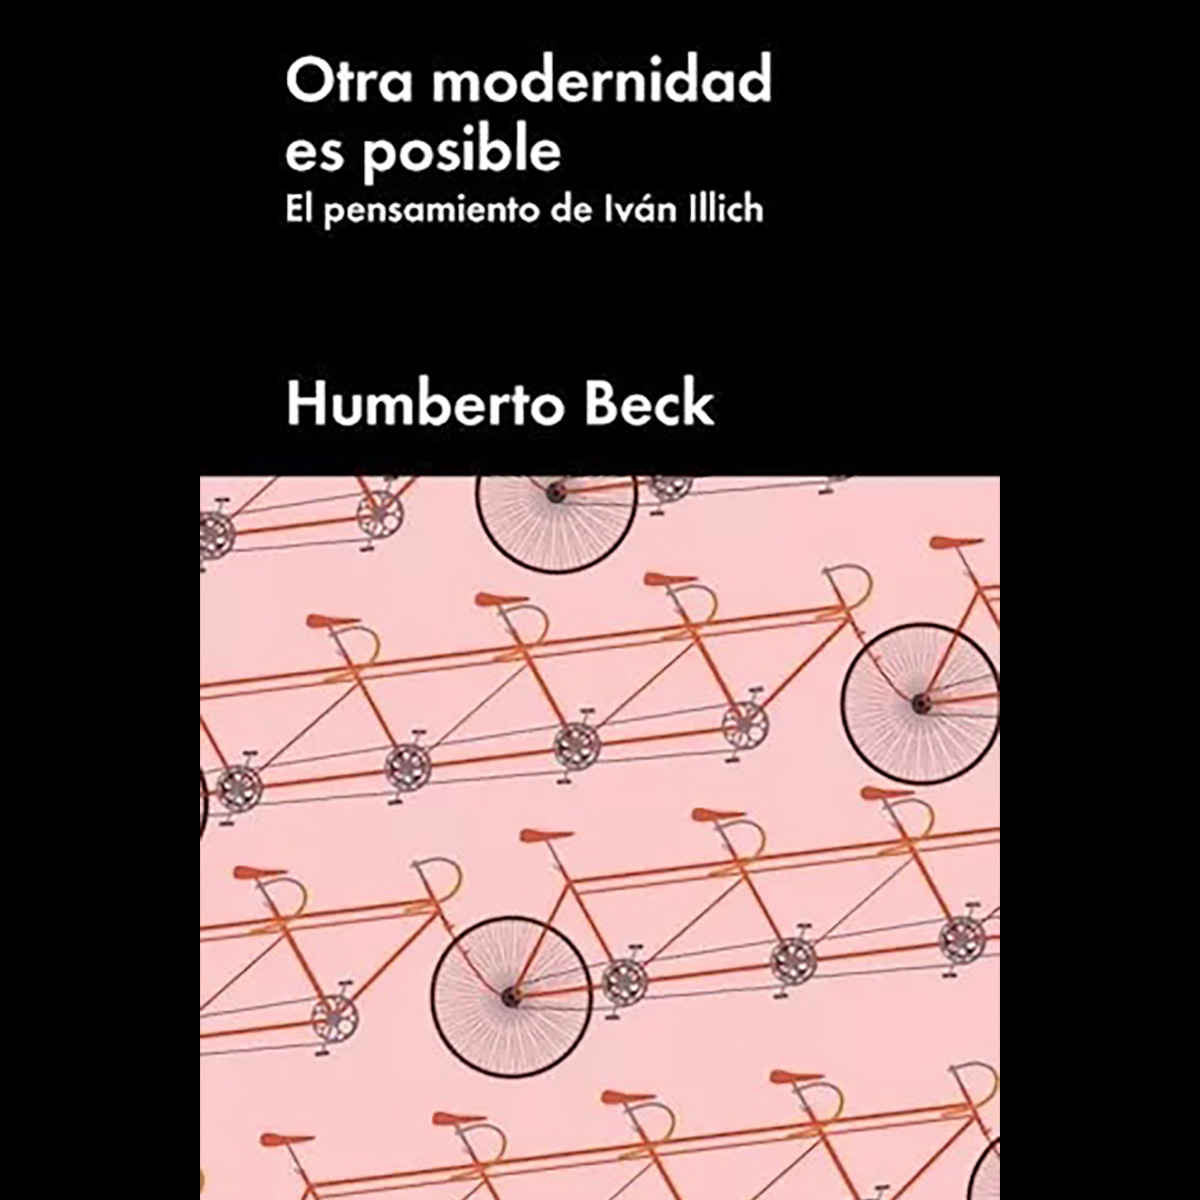 Otra modernidad
es posible
El pensamiento de Iván Illich
Humberto Beck